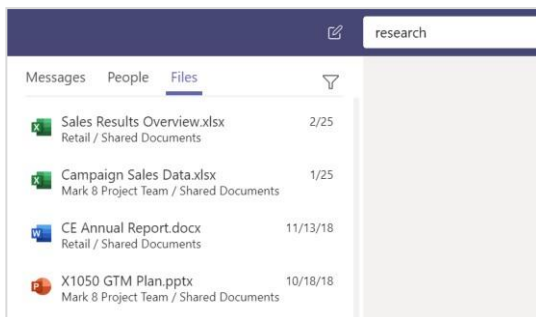 research
Messages People Files
Sales Results Overview.xlsx 2/25
Retail / Shared Documents
Campaign Sales Data.xlsx 1/25
Mark 8 Project Team / Shared Documents
CE Annual Report.docx 11/13/18
Retail / Shared Documents
X1050 GTM Plan.pptx 10/18/18
Mark 8 Project Team / Shared Documents